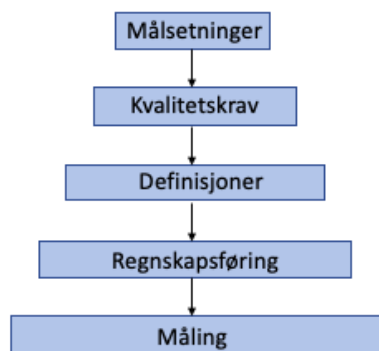 Målsetninger
Kvalitetskrav
Definisjoner
Regnskapsføring
Måling